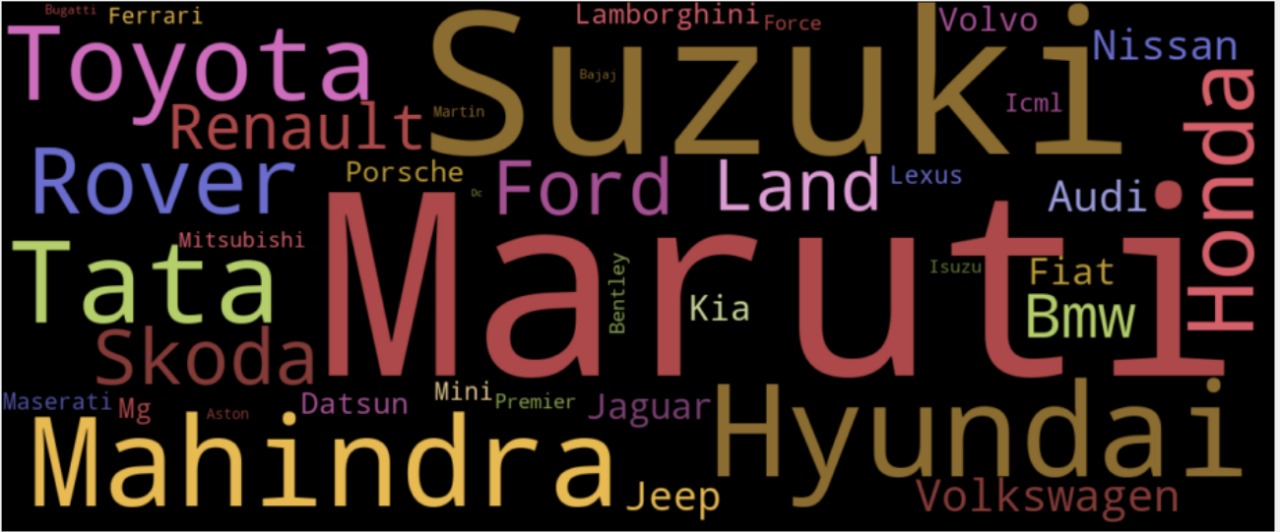 Bugatti
Ferrari
Lamborghini
Force
Volvo
Toyota
Suzuki
Nissan
Bajaj
Icml
Martin
Renault
Honda
Rover
Porsche
Dc
Ford
Land
Lexus
Audi
Mitsubishi
Tata
Maruti
Bentley
Kia
Isuzu
Fiat
Bmw
Skoda
Maserati
Mg
Aston
Datsun
Mini
Premier
Jaguar
Hyundai
Mahindra
Jeep
Volkswagen